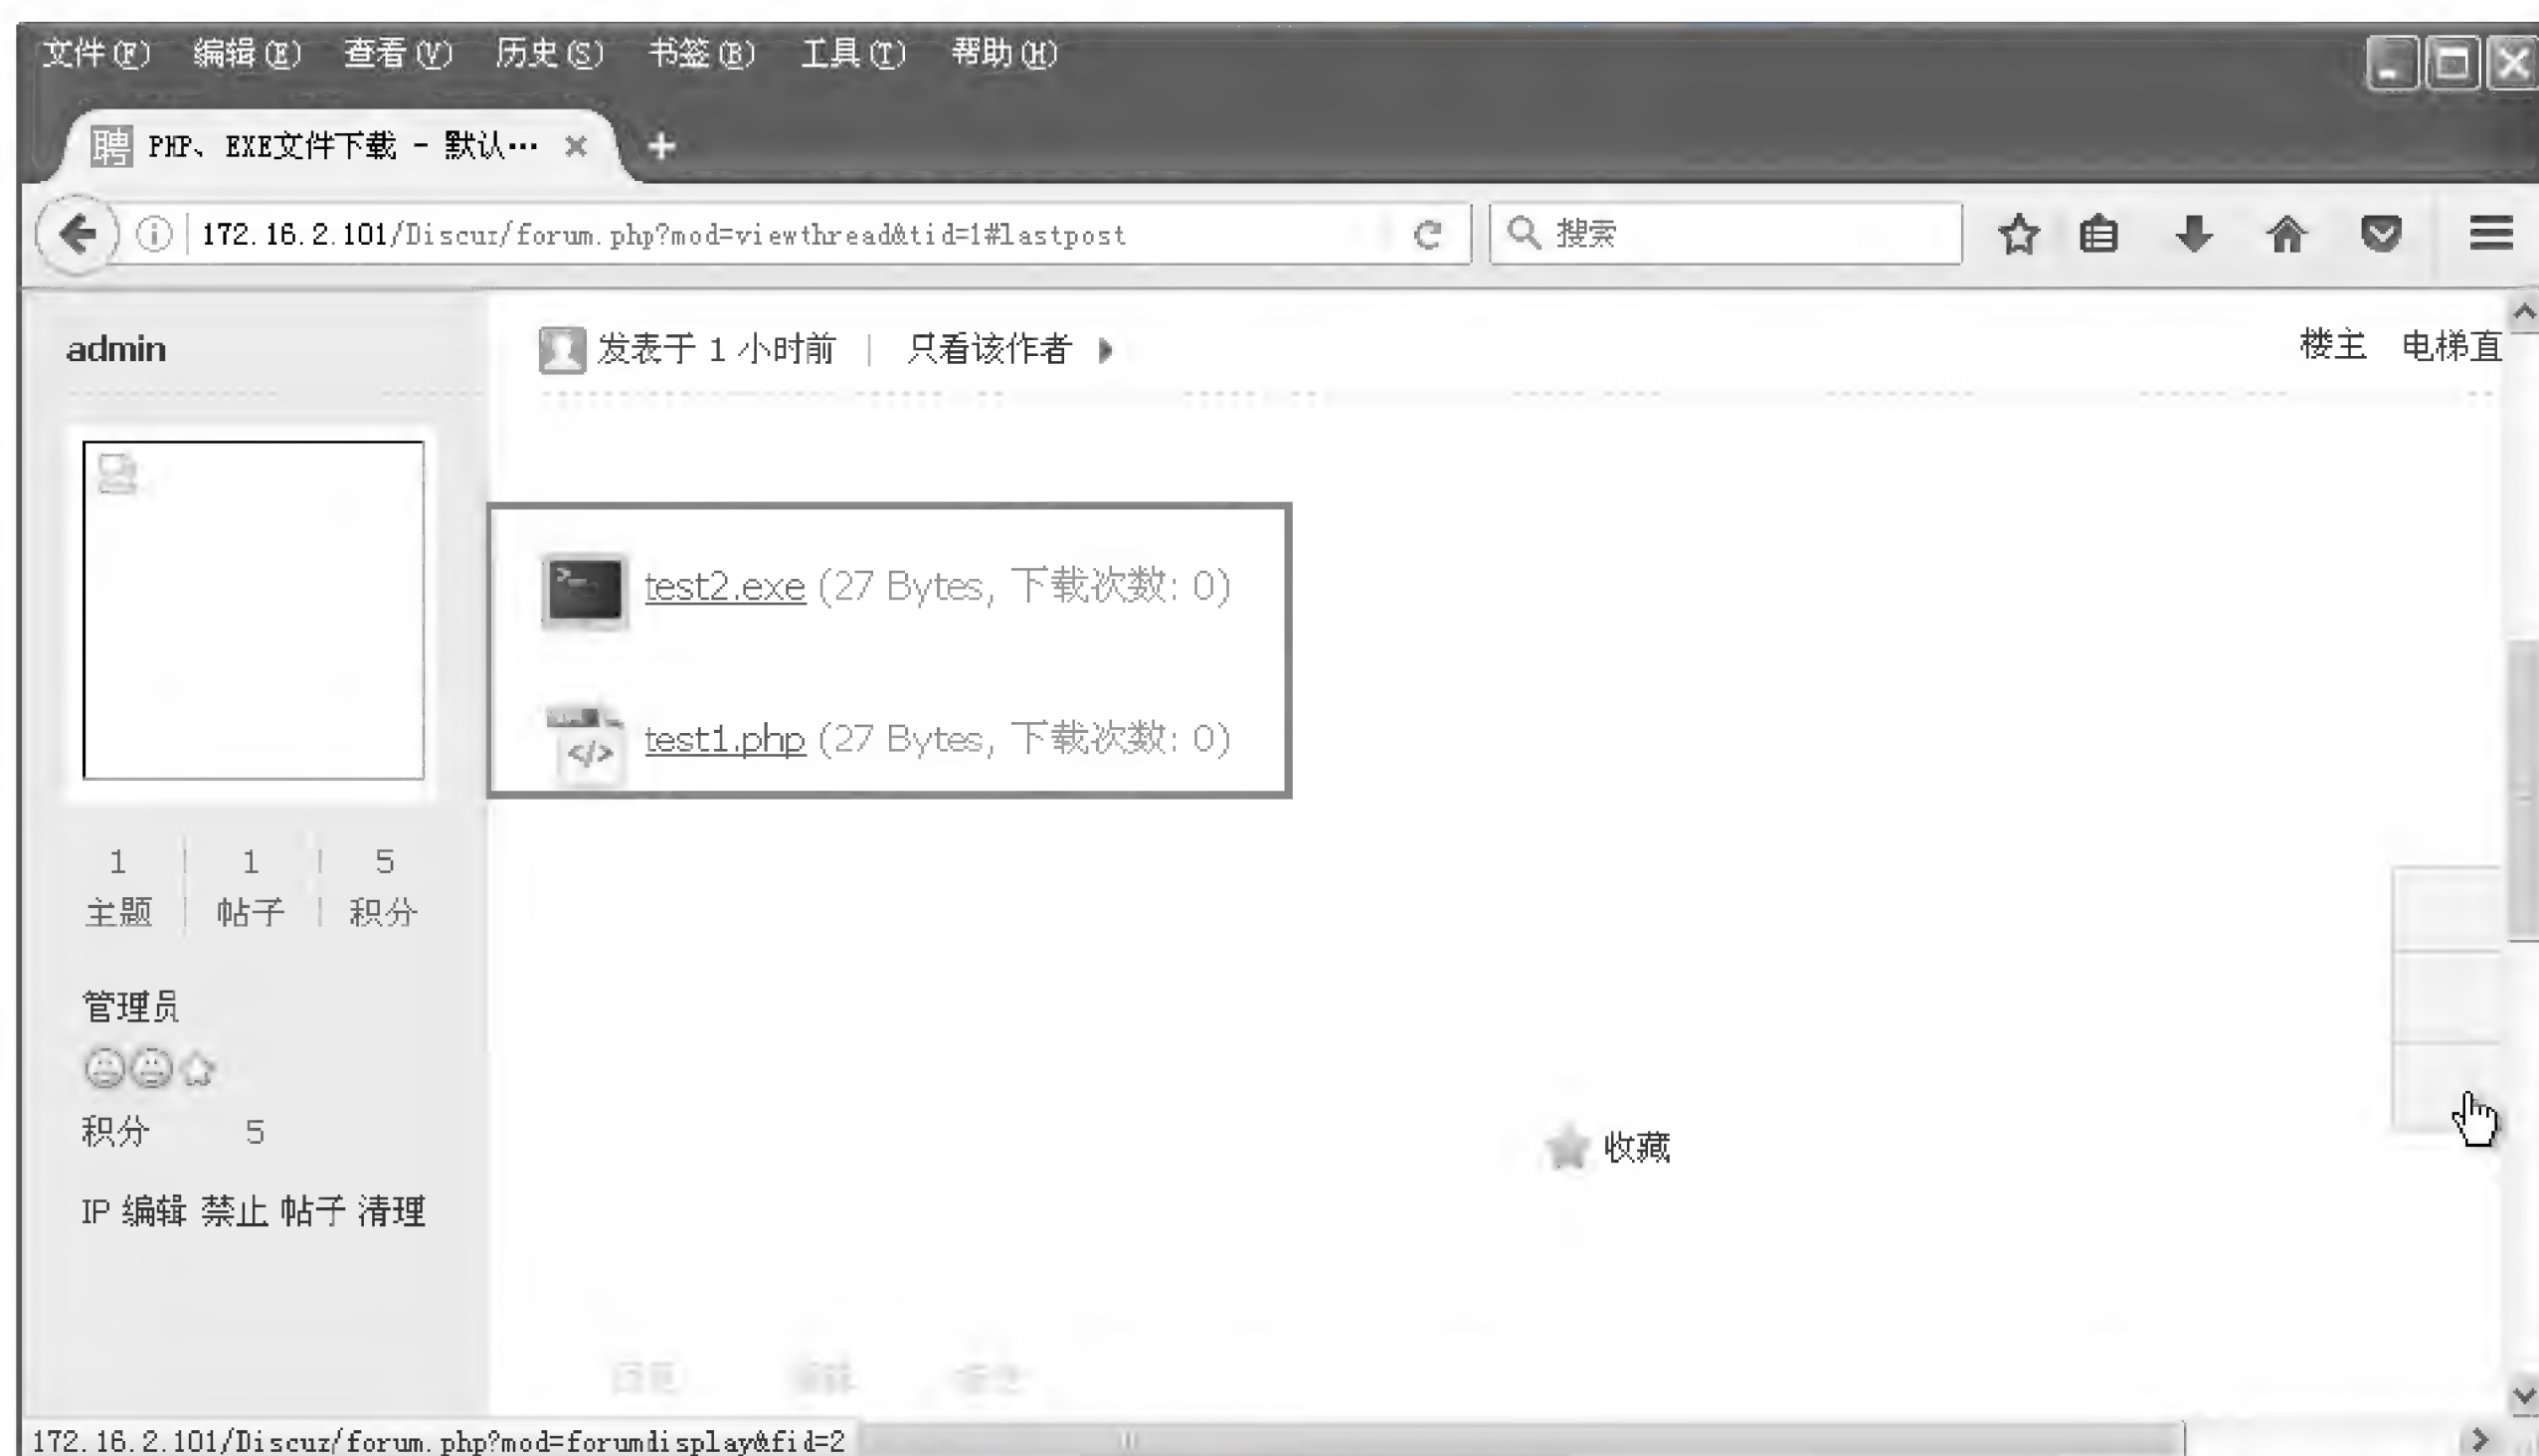 文件(F) 编辑(E) 查看(V) 历史(S) 书签(B) 工具(T) 帮助(H)
聘 PHP、EXE文件下载 - 默认… × +
172.16.2.101/Discuz/forum.php?mod=viewthread&tid=1#lastpost 搜索
admin 发表于 1 小时前 | 只看该作者 楼主 电梯直
test2.exe (27 Bytes, 下载次数: 0)
test1.php (27 Bytes, 下载次数: 0)
1 | 1 | 5
主题 | 帖子 | 积分
管理员
积分 5
收藏
IP 编辑 禁止 帖子 清理
172.16.2.101/Discuz/forum.php?mod=forumdisplay&fid=2